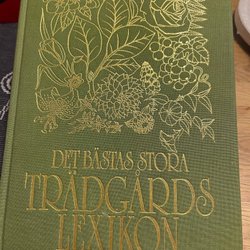 DET BÄSTAS STORA
TRÄDGÅRDS
LEXIKON